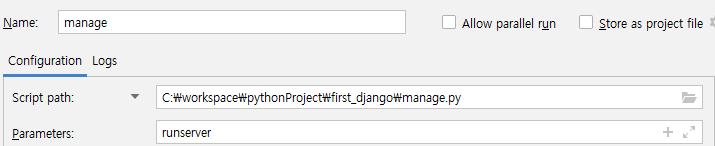 Name: manage Allow parallel run Store as project file
Configuration Logs
Script path: C:₩workspace₩pythonProject₩first_django₩manage.py
Parameters: runserver